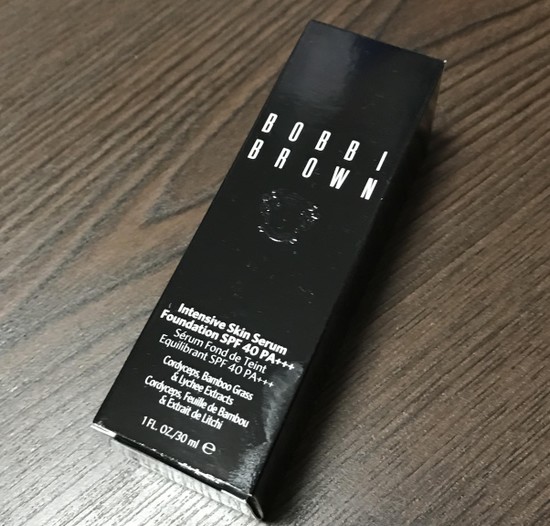 BOBBI
BROWN
Intensive Skin Serum
Foundation SPF 40 PA+++
Sérum Fond de Teint
Equilibrant SPF 40 PA+++
Cordyceps, Bamboo Grass
& Lychee Extracts
Cordyceps, Feuille de Bambou
& Extrait de Litchi
1 FL. OZ./30 ml ℮